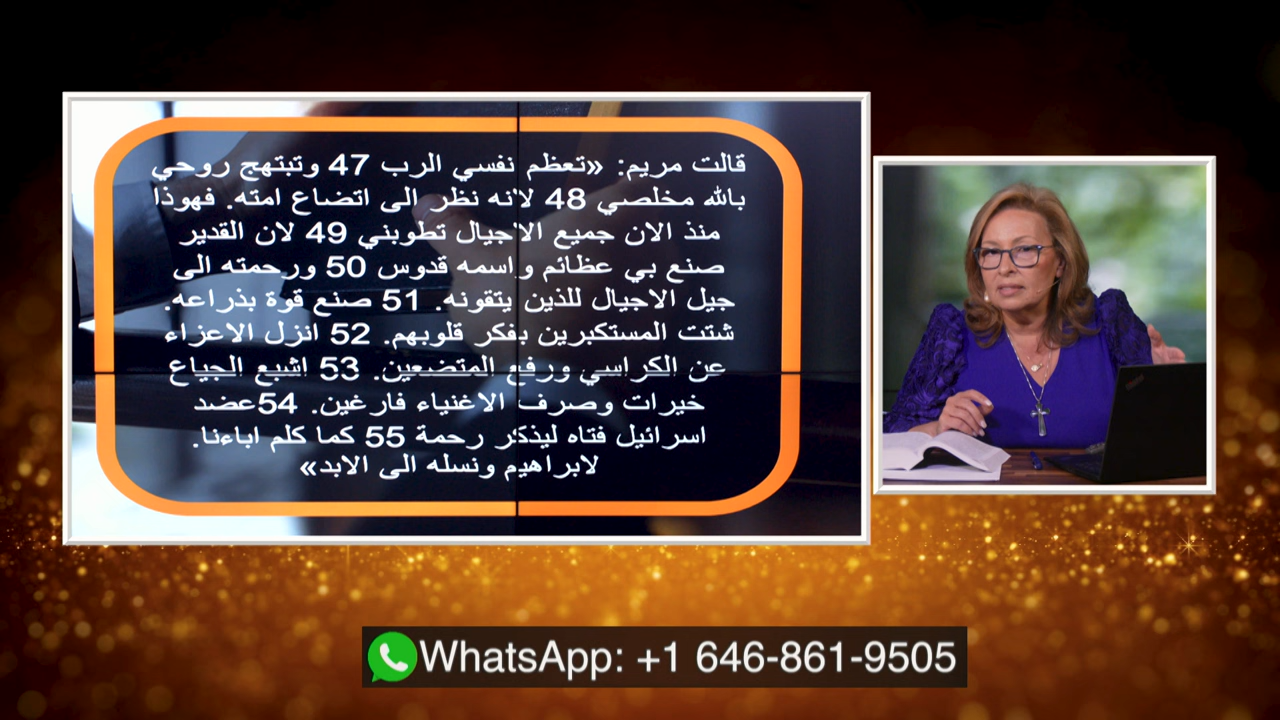 قالت مريم: «تعظم نفسي الرب 47 وتبتهج روحي
بالله مخلصي 48 لانه نظر الى اتضاع امته. فهوذا
منذ الان جميع الاجيال تطوبني 49 لان القدير
صنع بي عظائم واسمه قدوس 50 ورحمته الى
جيل الاجيال للذين يتقونه. 51 صنع قوة بذراعه.
شتت المستكبرين بفكر قلوبهم. 52 انزل الاعزاء
عن الكراسي ورفع المتضعين. 53 اشبع الجياع
خيرات وصرف الاغنياء فارغين. 54عضد
اسرائيل فتاه ليذكر رحمة 55 كما كلم اباءنا.
لابراهيم ونسله الى الابد»
WhatsApp: +1 646-861-9505